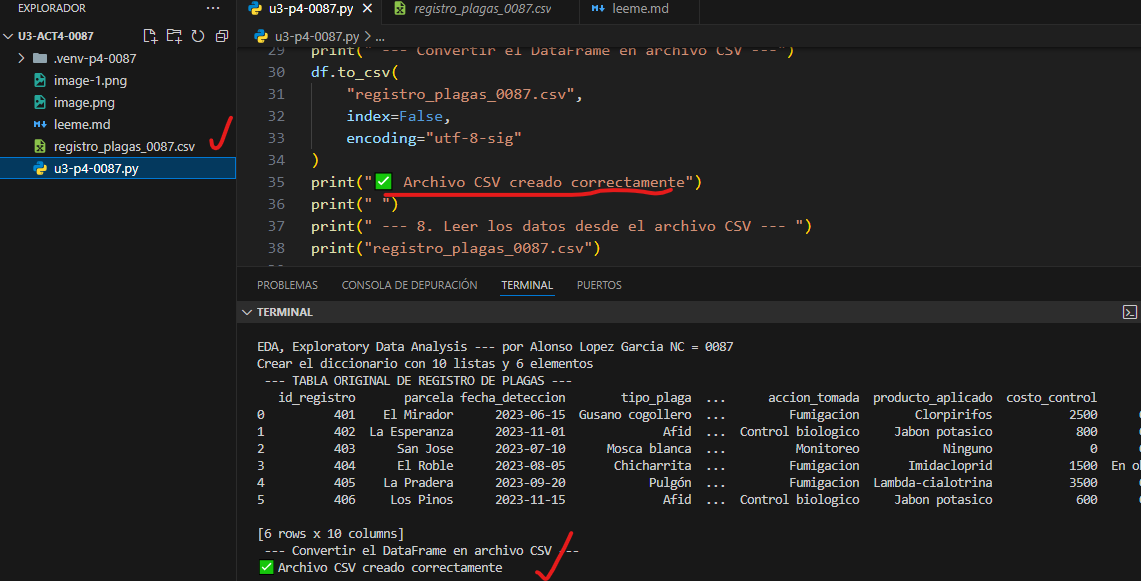 EXPLORADOR ...
u3-p4-0087.py registro_plagas_0087.csv leeme.md
U3-ACT4-0087
u3-p4-0087.py > ...
.venv-p4-0087
image-1.png
image.png
leeme.md
registro_plagas_0087.csv
u3-p4-0087.py
29 print(" --- Convertir el DataFrame en archivo CSV ---")
30 df.to_csv(
31 "registro_plagas_0087.csv",
32 index=False,
33 encoding="utf-8-sig"
34 )
35 print("✅ Archivo CSV creado correctamente")
36 print(" ")
37 print(" --- 8. Leer los datos desde el archivo CSV --- ")
38 print("registro_plagas_0087.csv")
PROBLEMAS CONSOLA DE DEPURACIÓN TERMINAL PUERTOS
TERMINAL
EDA, Exploratory Data Analysis --- por Alonso Lopez Garcia NC = 0087
Crear el diccionario con 10 listas y 6 elementos
--- TABLA ORIGINAL DE REGISTRO DE PLAGAS ---
id_registro parcela fecha_deteccion tipo_plaga ... accion_tomada producto_aplicado costo_control
0 401 El Mirador 2023-06-15 Gusano cogollero ... Fumigacion Clorpirifos 2500
1 402 La Esperanza 2023-11-01 Afid ... Control biologico Jabon potasico 800
2 403 San Jose 2023-07-10 Mosca blanca ... Monitoreo Ninguno 0
3 404 El Roble 2023-08-05 Chicharrita ... Fumigacion Imidacloprid 1500 En
4 405 La Pradera 2023-09-20 Pulgón ... Fumigacion Lambda-cialotrina 3500
5 406 Los Pinos 2023-11-15 Afid ... Control biologico Jabon potasico 600
[6 rows x 10 columns]
--- Convertir el DataFrame en archivo CSV ---
✅ Archivo CSV creado correctamente